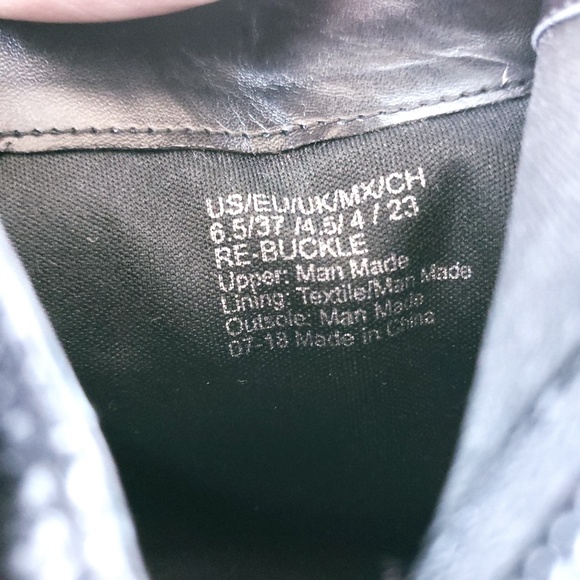 US/EU/UK/MX/CH
6.5/37 /4.5/ 4 / 23
RE-BUCKLE
Upper: Man Made
Lining: Textile/Man Made
Outsole: Man Made
07-18 Made in China